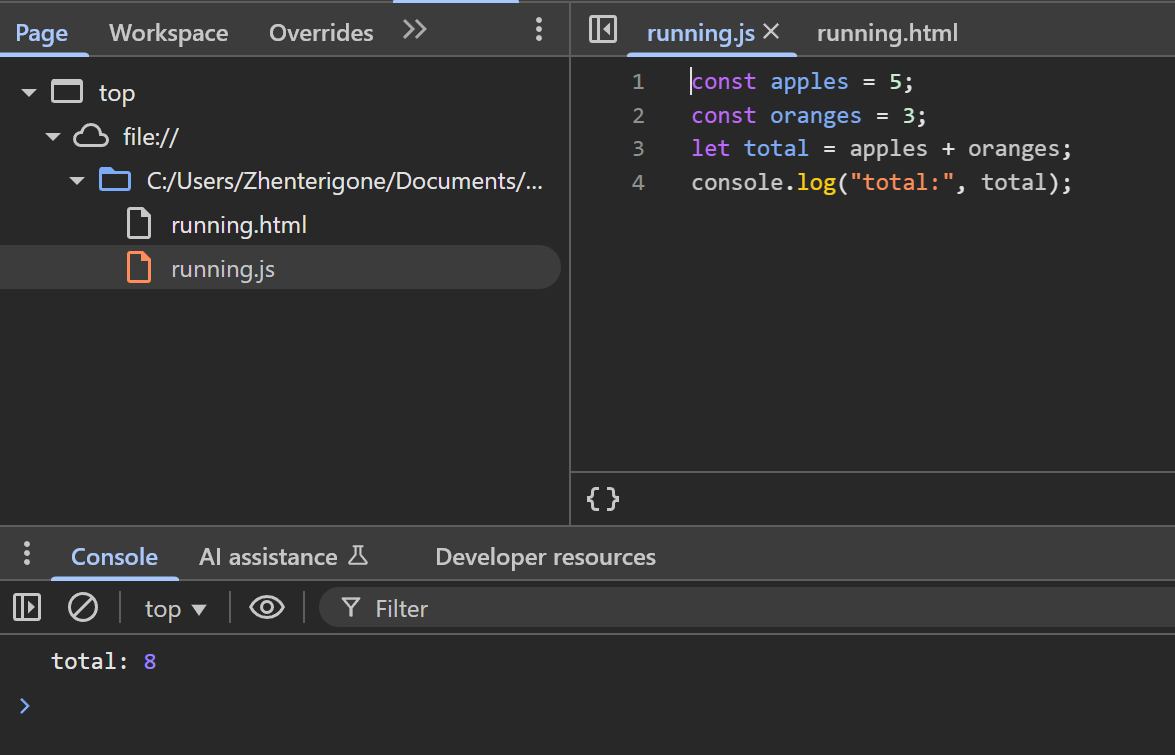 Page Workspace Overrides
top
file://
C:/Users/Zhenterigone/Documents/...
running.html
running.js
running.js running.html
1 const apples = 5;
2 const oranges = 3;
3 let total = apples + oranges;
4 console.log("total:", total);
{}
Console AI assistance Developer resources
top Filter
total: 8